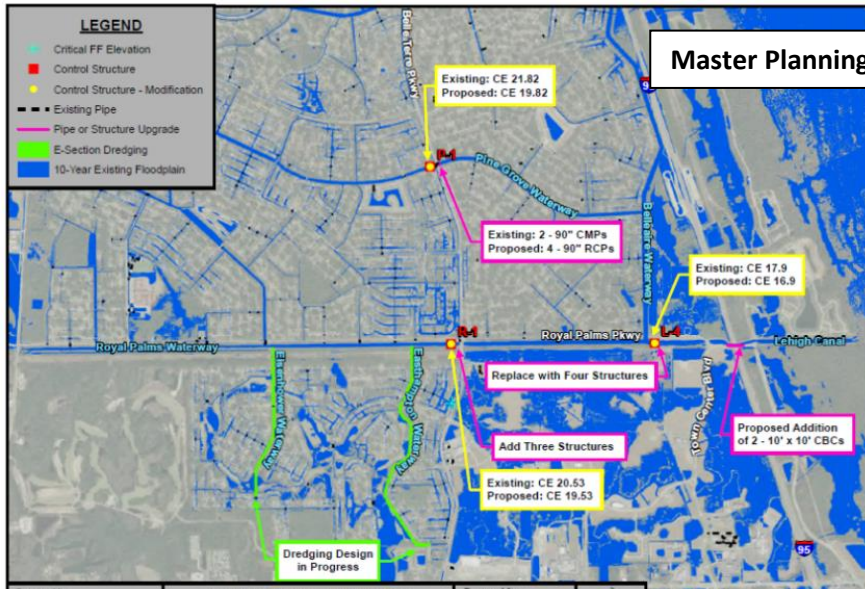 LEGEND
Critical FF Elevation
Control Structure
Control Structure - Modification
Existing Pipe
Pipe or Structure Upgrade
E-Section Dredging
10-Year Existing Floodplain
Belle Terre Pkwy
Master Planning
Existing: CE 21.82
Proposed: CE 19.82
P-1
Pine Grove Waterway
Existing: 2 - 90" CMPs
Proposed: 4 - 90" RCPs
Belleaire Waterway
Existing: CE 17.9
Proposed: CE 16.9
Royal Palms Waterway
R-1
Royal Palms Pkwy
L-4
Lehigh Canal
Eisenhower Waterway
Easthampton Waterway
Replace with Four Structures
Town Center Blvd
Add Three Structures
Proposed Addition
of 2 - 10' x 10' CBCs
Existing: CE 20.53
Proposed: CE 19.53
Dredging Design
in Progress
95